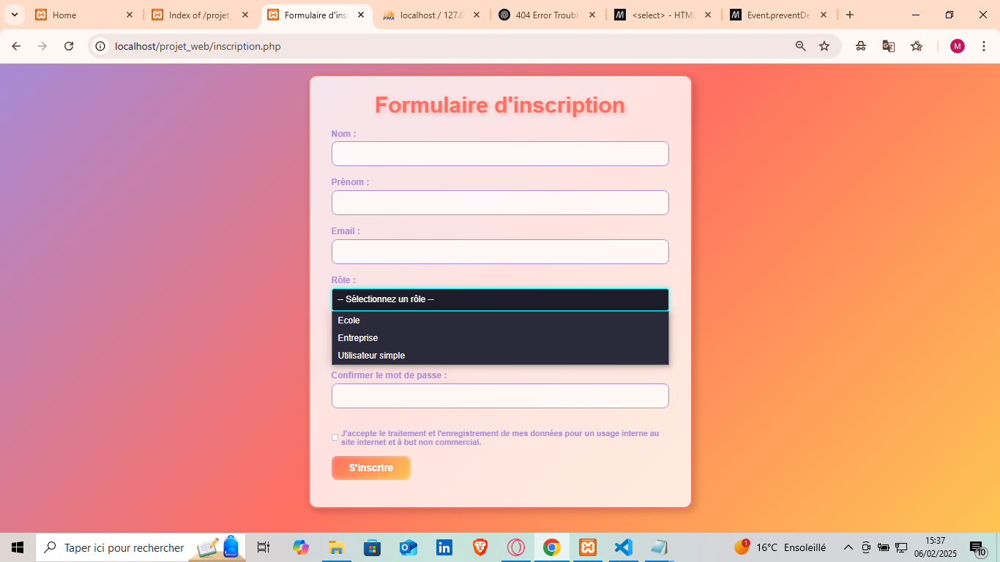 Home
Index of /projet_
Formulaire d'ins
localhost / 127.0
404 Error Troubl
<select> - HTM
Event.preventDe
localhost/projet_web/inscription.php
M
Formulaire d'inscription
Nom :
Prénom :
Email :
Rôle :
-- Sélectionnez un rôle --
Ecole
Entreprise
Utilisateur simple
Confirmer le mot de passe :
J'accepte le traitement et l'enregistrement de mes données pour un usage interne au
site internet et à but non commercial.
S'inscrire
Taper ici pour rechercher
1
16°C Ensoleillé
15:37
06/02/2025
10